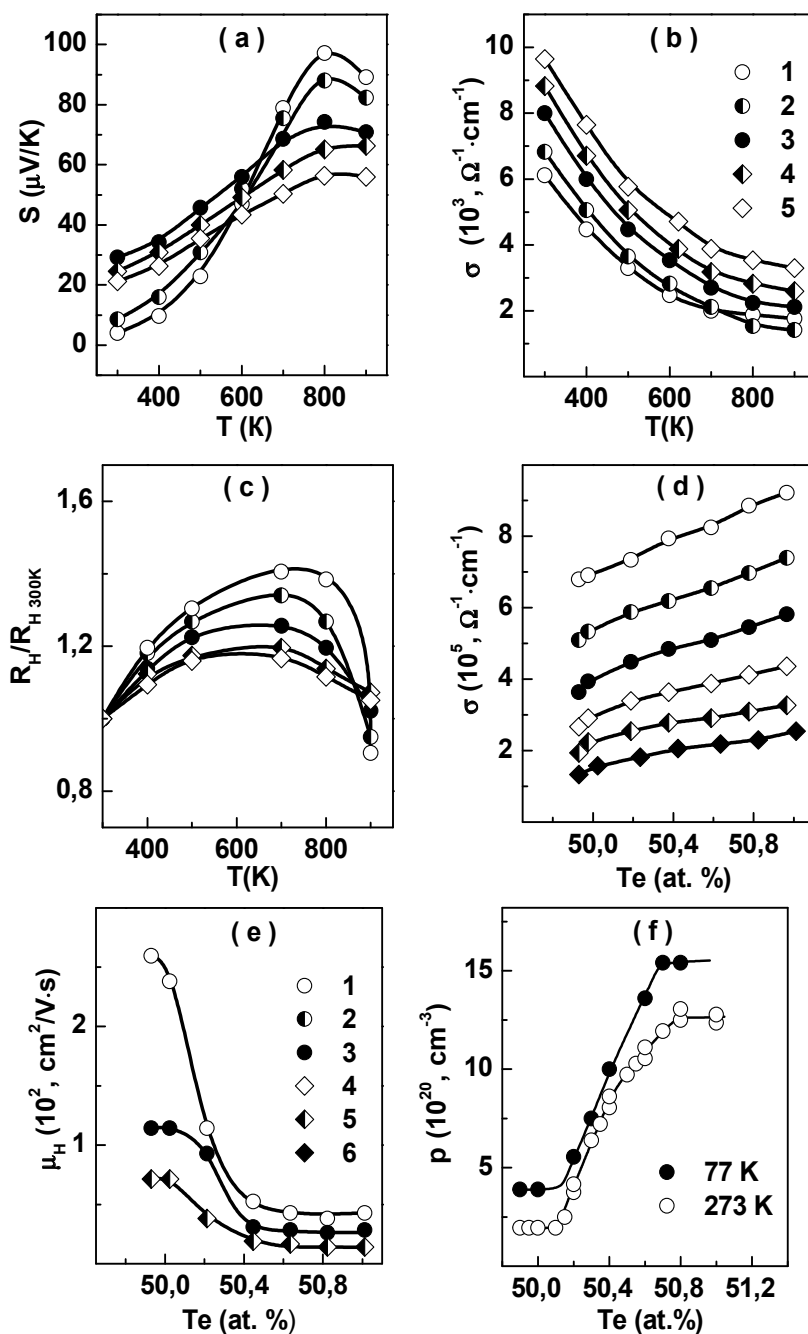 ( a )
100
80
60
40
20
0
S (μV/K)
400 600 800
T (K)
( b )
10
8
6
4
2
σ (10³, Ω⁻¹·cm⁻¹)
1
2
3
4
5
400 600 800
T(K)
( c )
1,6
1,2
0,8
R_H/R_H 300K
400 600 800
T(K)
( d )
8
6
4
2
σ (10⁵, Ω⁻¹·cm⁻¹)
50,0 50,4 50,8
Te (at. %)
( e )
2
1
μ_H (10², cm²/V·s)
1
2
3
4
5
6
50,0 50,4 50,8
Te (at. %)
( f )
15
10
5
p (10²⁰, cm⁻³)
77 K
273 K
50,0 50,4 50,8 51,2
Te (at.%)